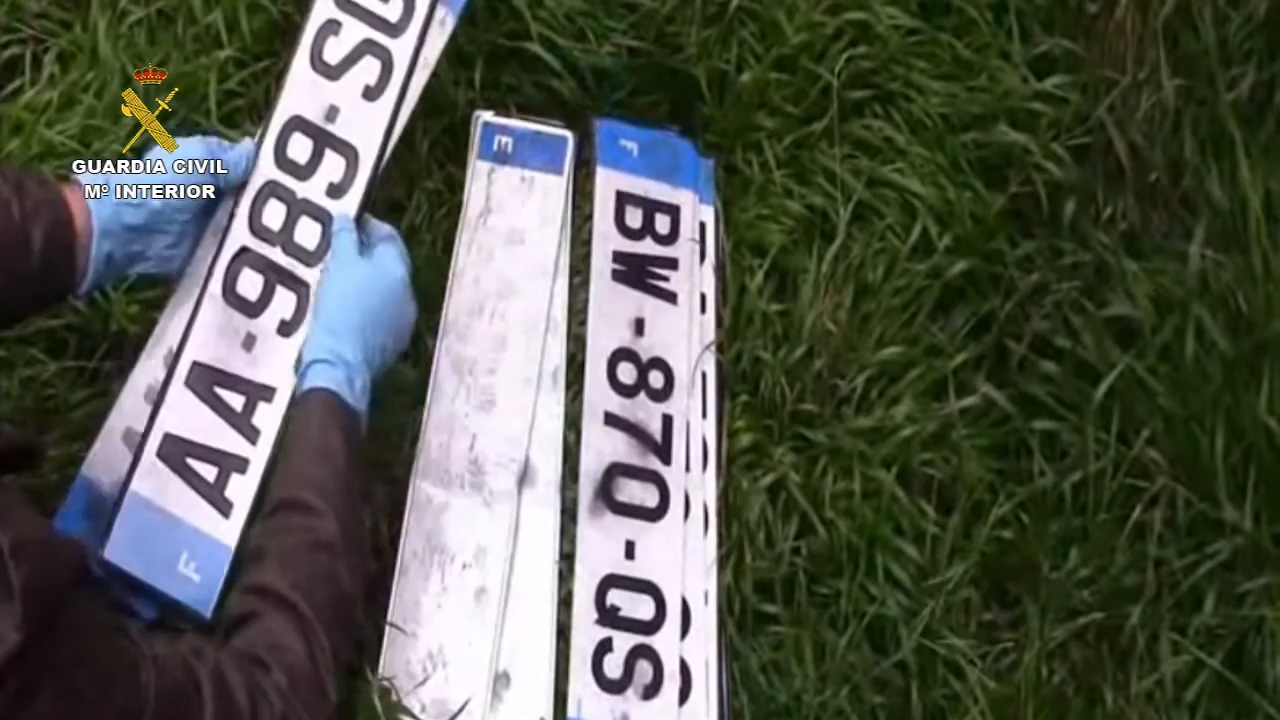 GUARDIA CIVIL
Mº INTERIOR
AA-989-SD
F
E
F
BW-870-QS